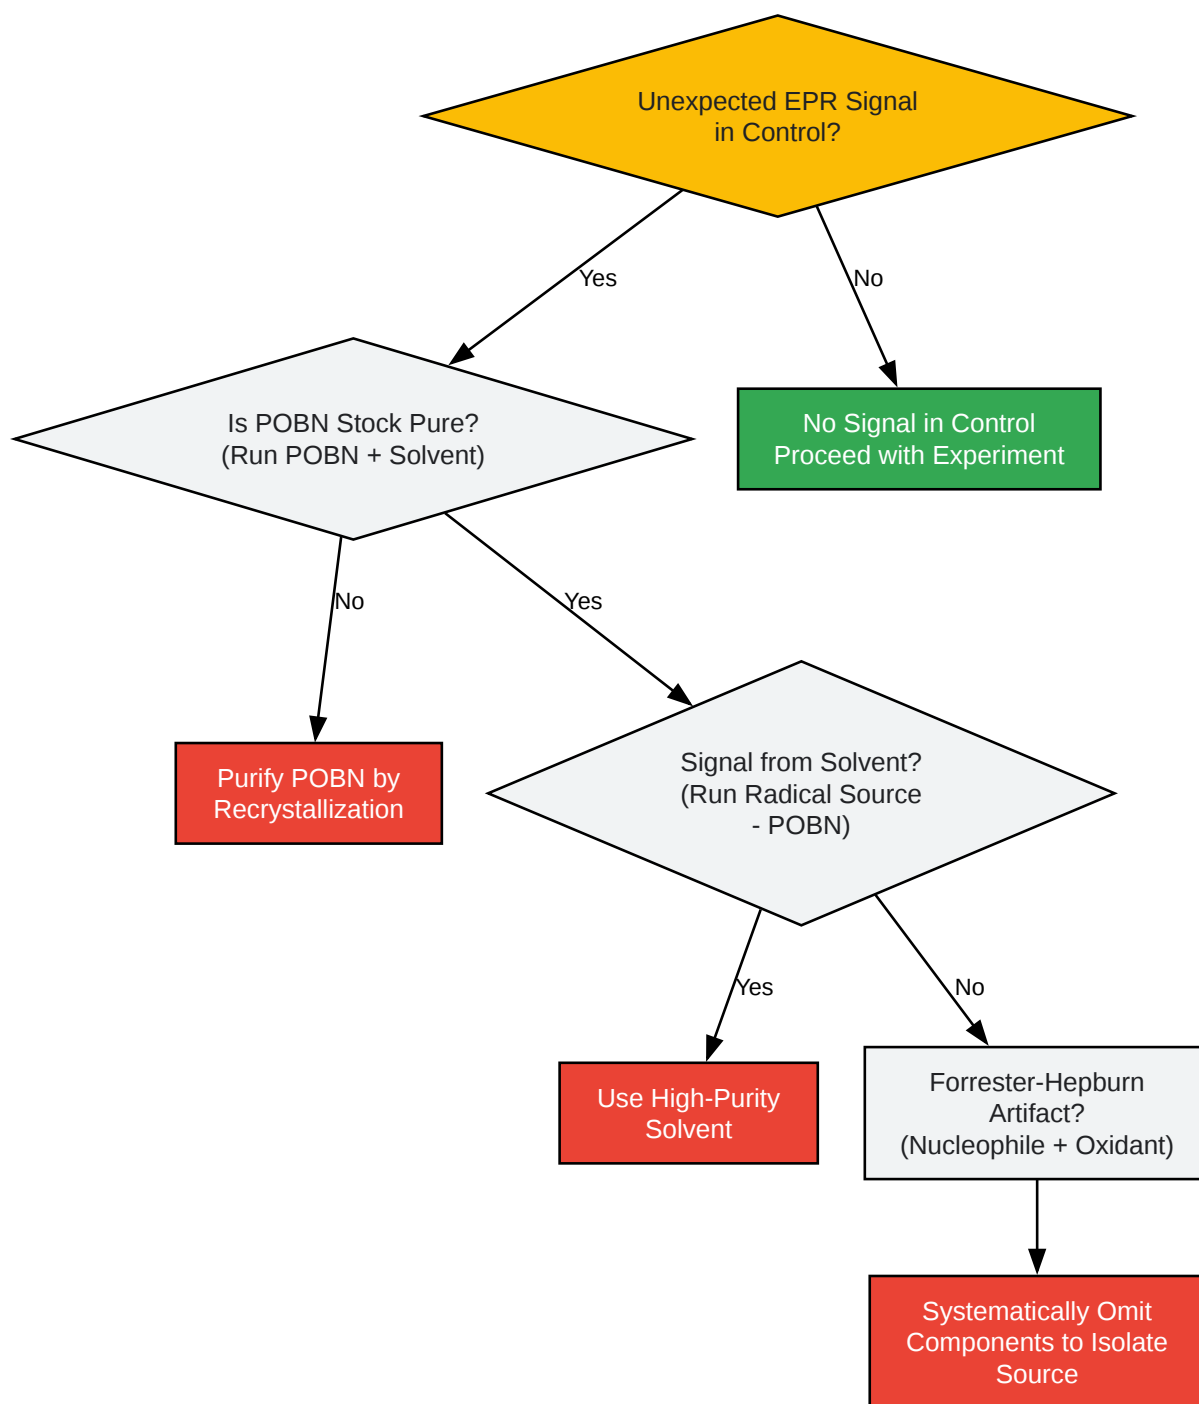 Unexpected EPR Signal
in Control?
Yes
No
Is POBN Stock Pure?
(Run POBN + Solvent)
No Signal in Control
Proceed with Experiment
No
Yes
Purify POBN by
Recrystallization
Signal from Solvent?
(Run Radical Source
- POBN)
Yes
No
Use High-Purity
Solvent
Forrester-Hepburn
Artifact?
(Nucleophile + Oxidant)
Systematically Omit
Components to Isolate
Source